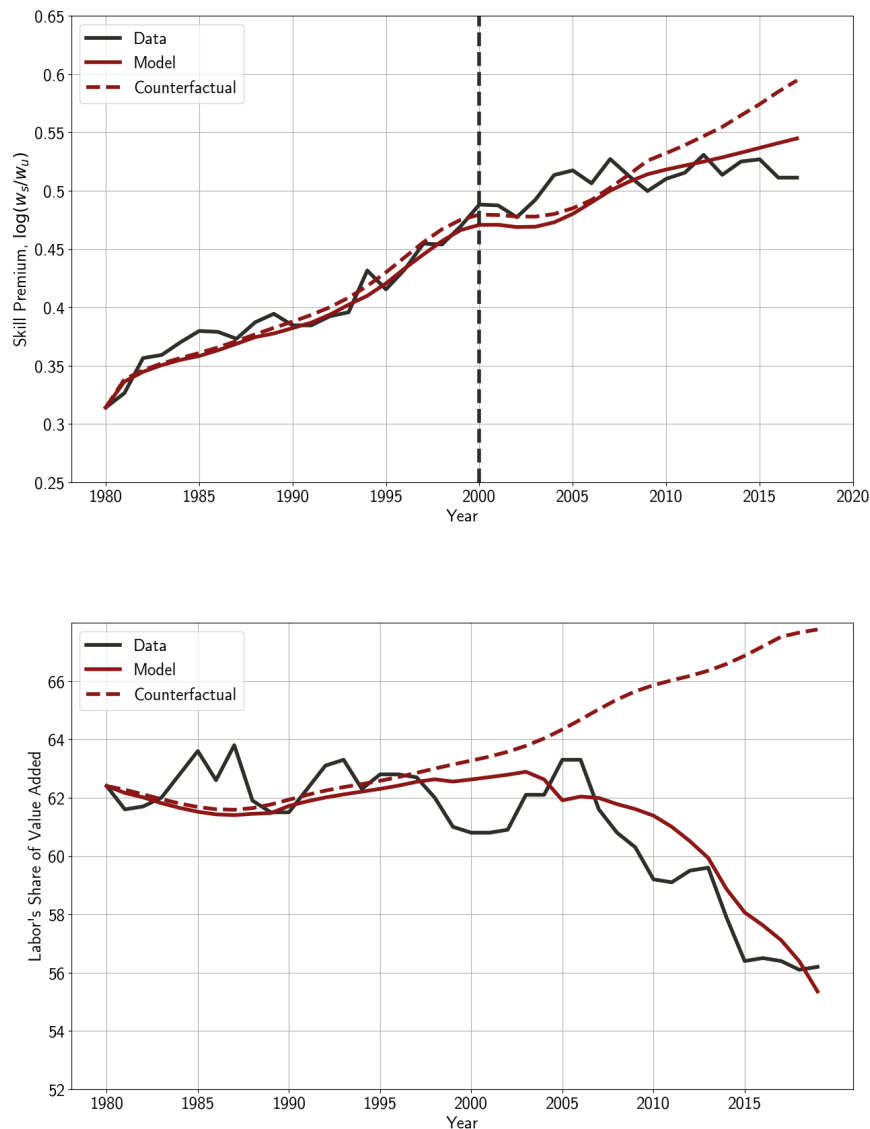 0.65
0.6
0.55
0.5
0.45
0.4
0.35
0.3
0.25
Skill Premium, log(w_s/w_u)
Data
Model
Counterfactual
1980 1985 1990 1995 2000 2005 2010 2015 2020
Year
66
64
62
60
58
56
54
52
Labor's Share of Value Added
Data
Model
Counterfactual
1980 1985 1990 1995 2000 2005 2010 2015
Year